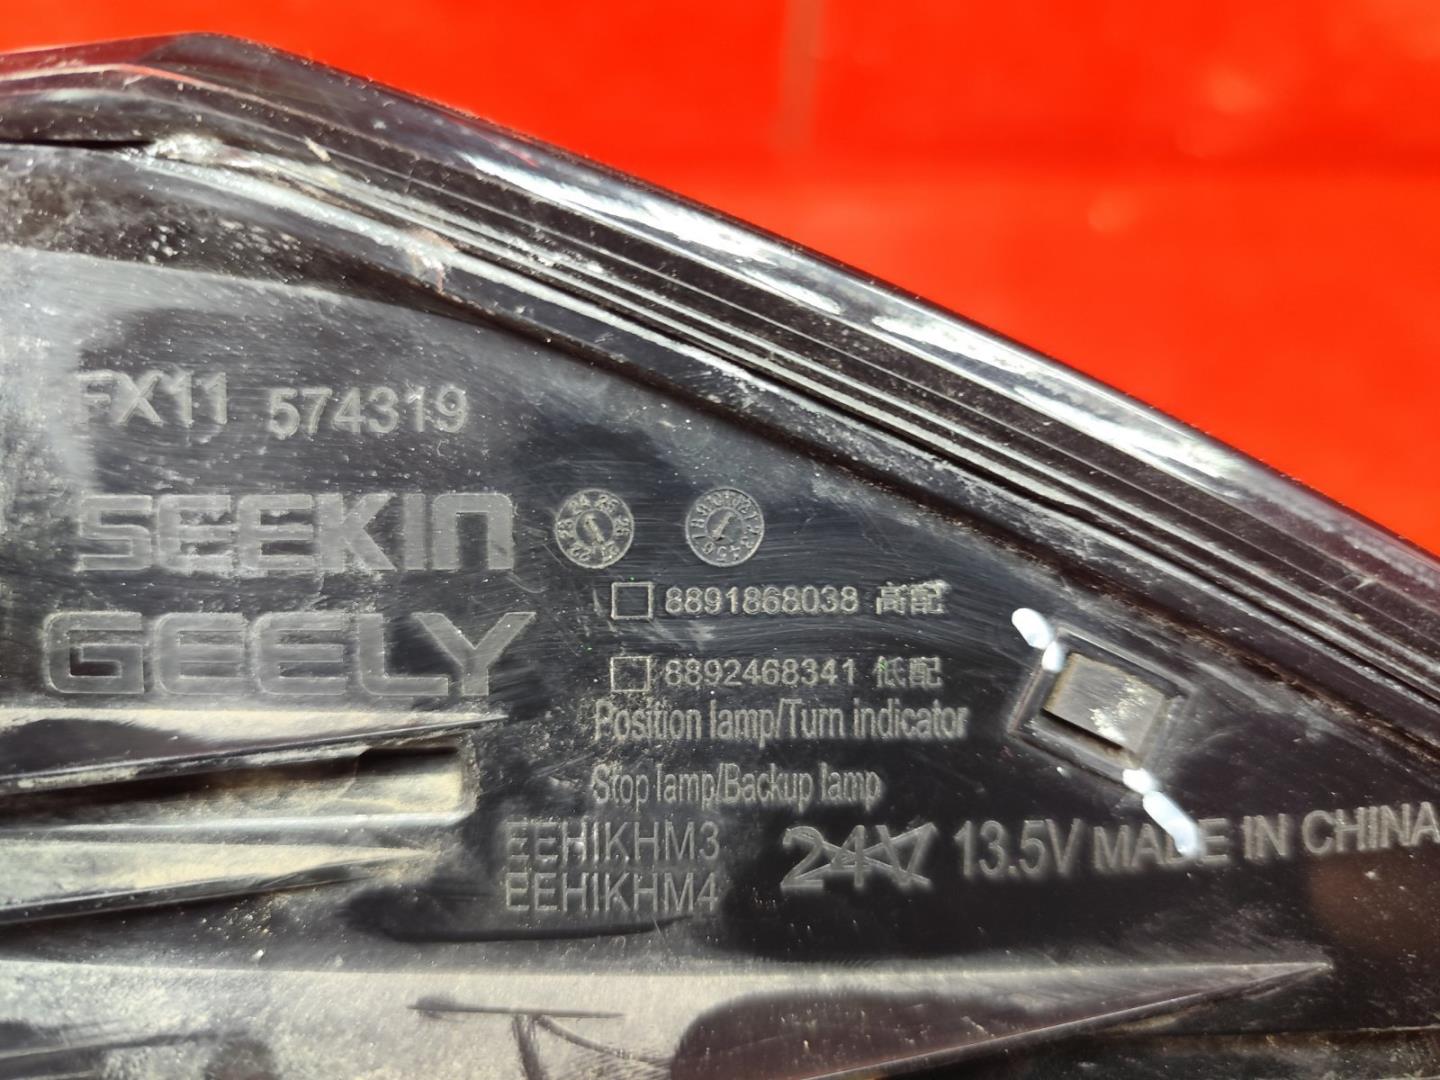 FX11 574319
SEEKIN
GEELY
8891868038 高配
8892468341 低配
Position lamp/Turn indicator
Stop lamp/Backup lamp
EEHIKHM3
EEHIKHM4
24V 13.5V MADE IN CHINA